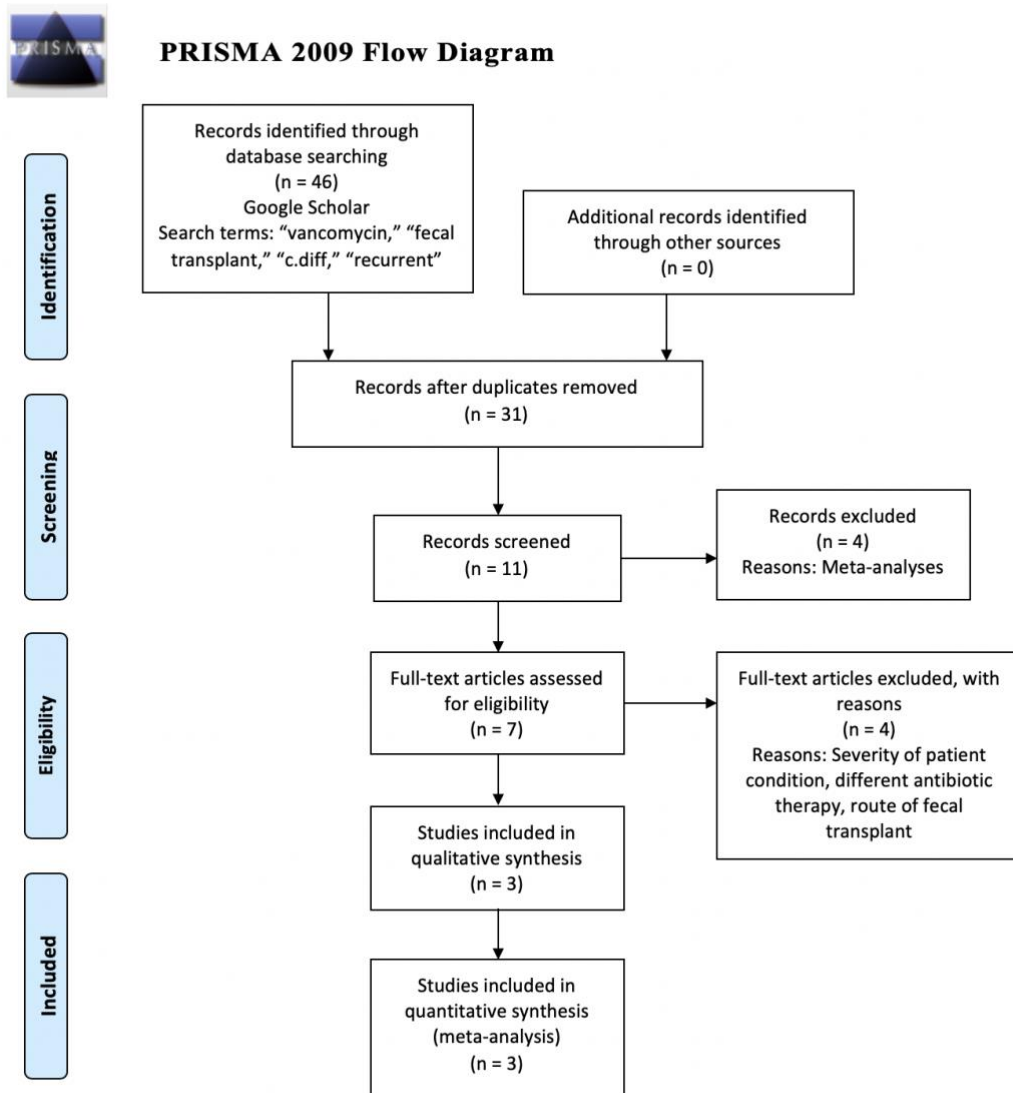 PRISMA
PRISMA 2009 Flow Diagram
Identification
Records identified through
database searching
(n = 46)
Google Scholar
Search terms: “vancomycin,” “fecal
transplant,” “c.diff,” “recurrent”
Additional records identified
through other sources
(n = 0)
Records after duplicates removed
(n = 31)
Screening
Records screened
(n = 11)
Records excluded
(n = 4)
Reasons: Meta-analyses
Eligibility
Full-text articles assessed
for eligibility
(n = 7)
Full-text articles excluded, with
reasons
(n = 4)
Reasons: Severity of patient
condition, different antibiotic
therapy, route of fecal
transplant
Studies included in
qualitative synthesis
(n = 3)
Included
Studies included in
quantitative synthesis
(meta-analysis)
(n = 3)